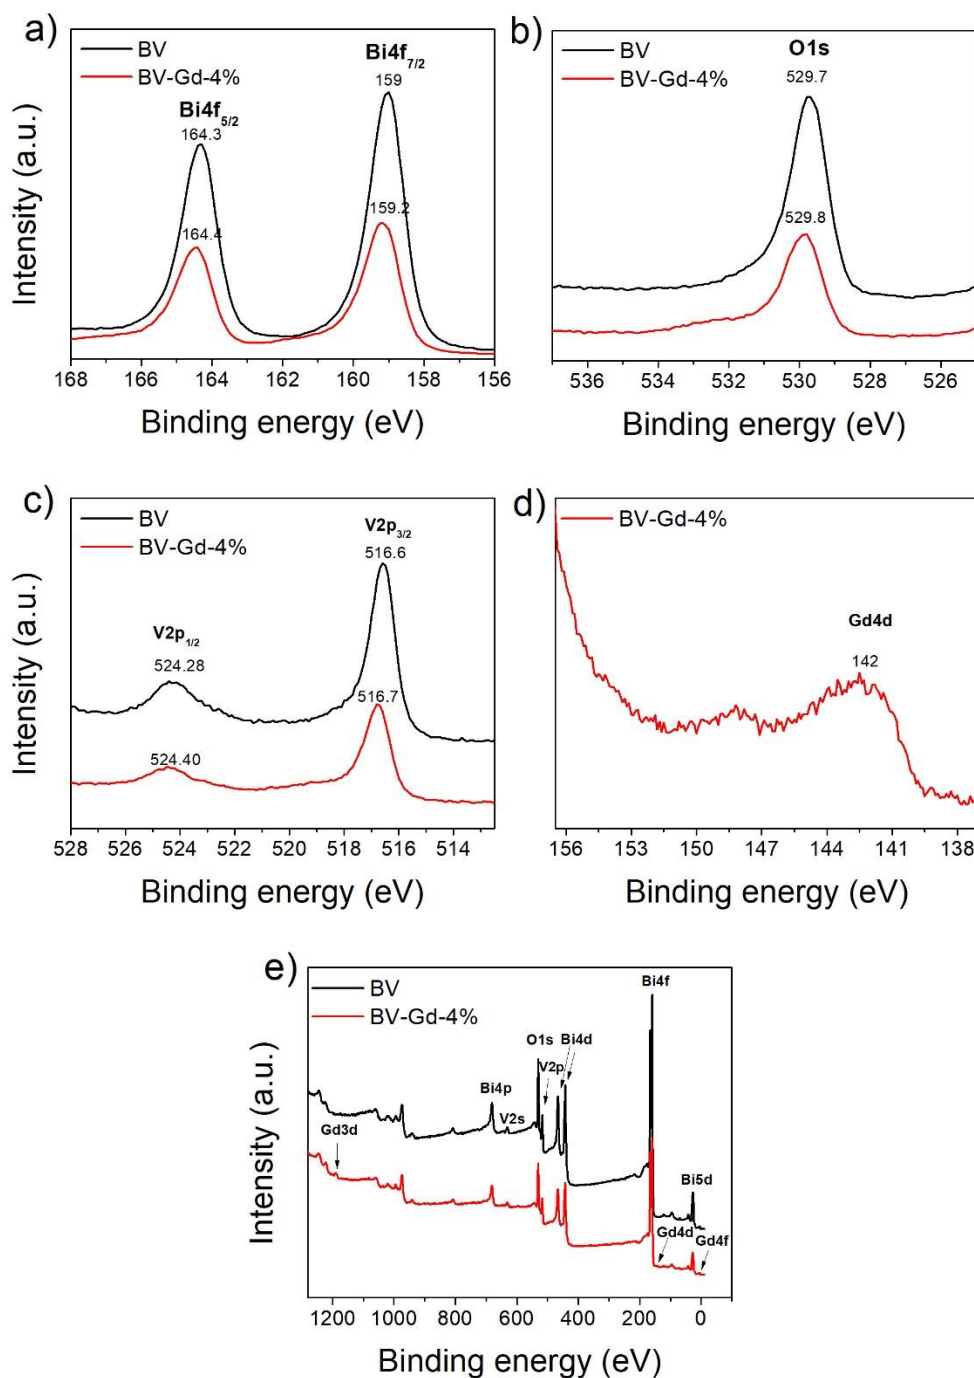 a)
BV
BV-Gd-4%
Bi4f7/2
159
Bi4f5/2
164.3
159.2
164.4
Intensity (a.u.)
168 166 164 162 160 158 156
Binding energy (eV)
b)
BV
BV-Gd-4%
O1s
529.7
529.8
536 534 532 530 528 526
Binding energy (eV)
c)
BV
BV-Gd-4%
V2p3/2
516.6
V2p1/2
524.28
516.7
524.40
Intensity (a.u.)
528 526 524 522 520 518 516 514
Binding energy (eV)
d)
BV-Gd-4%
Gd4d
142
156 153 150 147 144 141 138
Binding energy (eV)
e)
BV
BV-Gd-4%
Bi4f
O1s
Bi4d
V2p
Bi4p
V2s
Gd3d
Bi5d
Gd4d
Gd4f
Intensity (a.u.)
1200 1000 800 600 400 200 0
Binding energy (eV)